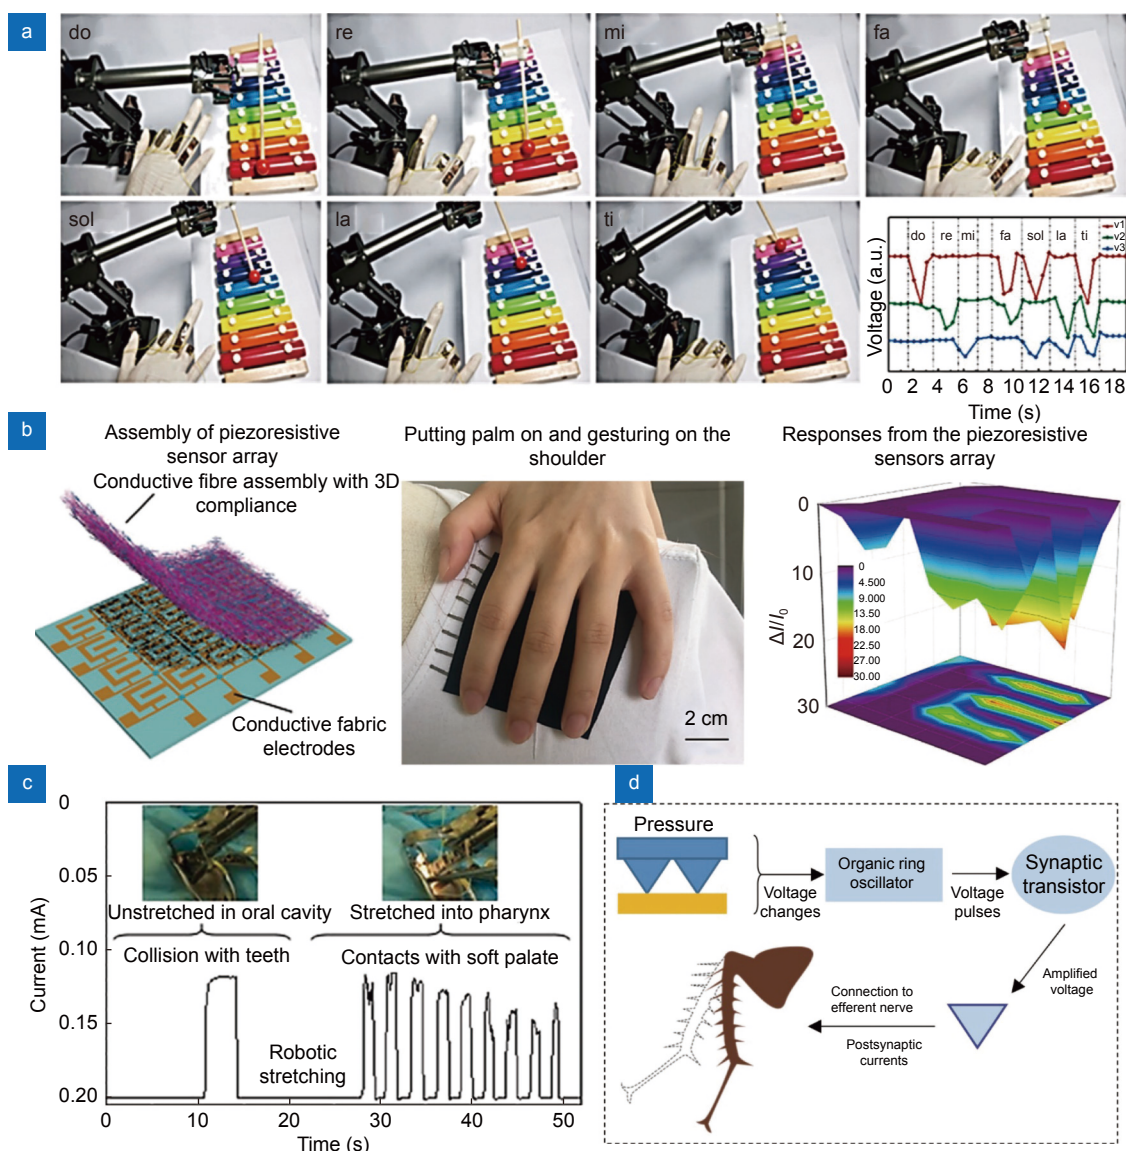 a
do
re
mi
fa
sol
la
ti
do re mi fa sol la ti
v1
v2
v3
Voltage (a.u.)
0 2 4 6 8 10 12 14 16 18
Time (s)
b
Assembly of piezoresistive
sensor array
Conductive fibre assembly with 3D
compliance
Conductive fabric
electrodes
Putting palm on and gesturing on the
shoulder
2 cm
Responses from the piezoresistive
sensors array
0
10
20
30
ΔI/I0
0
4.500
9.000
13.50
18.00
22.50
27.00
30.00
c
0
0.05
0.10
0.15
0.20
Current (mA)
Unstretched in oral cavity
Stretched into pharynx
Collision with teeth
Contacts with soft palate
Robotic
stretching
0 10 20 30 40 50
Time (s)
d
Pressure
Voltage
changes
Organic ring
oscillator
Voltage
pulses
Synaptic
transistor
Amplified
voltage
Connection to
efferent nerve
Postsynaptic
currents